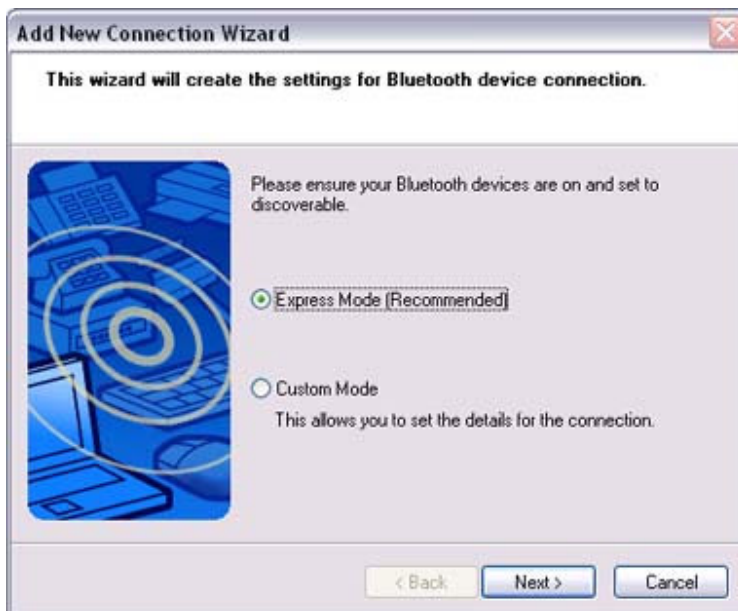 Add New Connection Wizard
This wizard will create the settings for Bluetooth device connection.
Please ensure your Bluetooth devices are on and set to
discoverable.
Express Mode (Recommended)
Custom Mode
This allows you to set the details for the connection.
< Back
Next >
Cancel